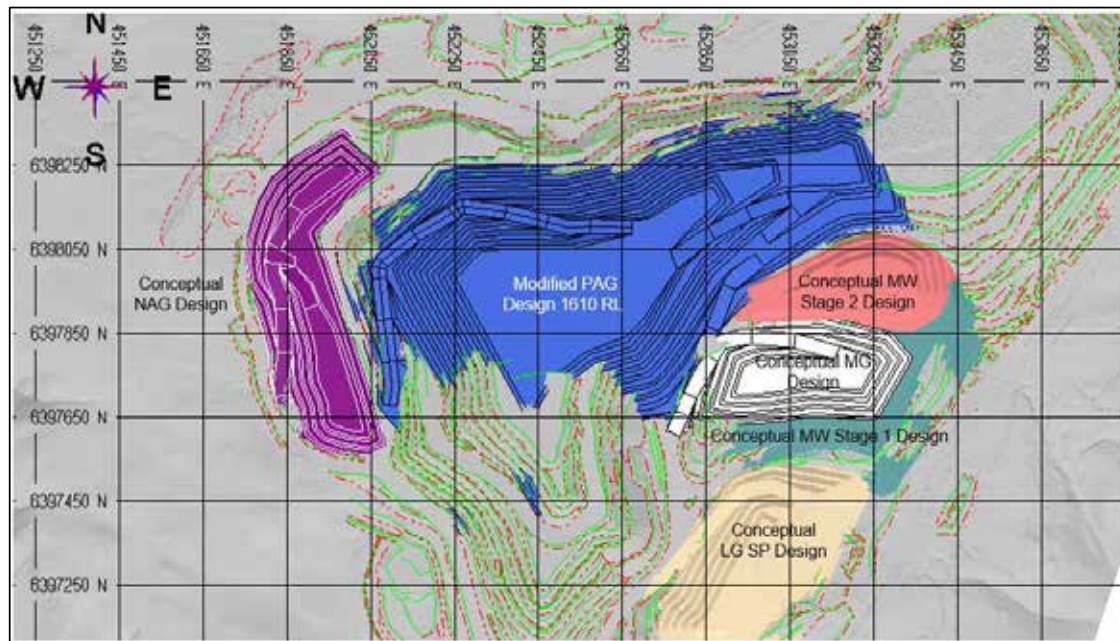 N
W
E
S
451250 E
451450 E
451650 E
451850 E
452050 E
452250 E
452450 E
452650 E
452850 E
453050 E
453250 E
453450 E
453650 E
6398250 N
6398050 N
6397850 N
6397650 N
6397450 N
6397250 N
Conceptual
NAG Design
Modified PAG
Design 1610 RL
Conceptual MW
Stage 2 Design
Conceptual MG
Design
Conceptual MW Stage 1 Design
Conceptual
LG SP Design